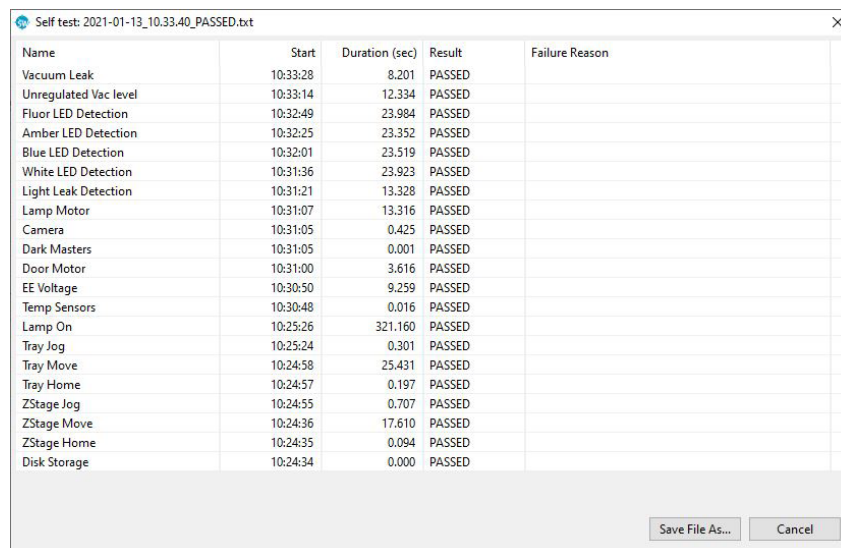 SW Self test: 2021-01-13_10.33.40_PASSED.txt
Name Start Duration (sec) Result Failure Reason
Vacuum Leak 10:33:28 8.201 PASSED
Unregulated Vac level 10:33:14 12.334 PASSED
Fluor LED Detection 10:32:49 23.984 PASSED
Amber LED Detection 10:32:25 23.352 PASSED
Blue LED Detection 10:32:01 23.519 PASSED
White LED Detection 10:31:36 23.923 PASSED
Light Leak Detection 10:31:21 13.328 PASSED
Lamp Motor 10:31:07 13.316 PASSED
Camera 10:31:05 0.425 PASSED
Dark Masters 10:31:05 0.001 PASSED
Door Motor 10:31:00 3.616 PASSED
EE Voltage 10:30:50 9.259 PASSED
Temp Sensors 10:30:48 0.016 PASSED
Lamp On 10:25:26 321.160 PASSED
Tray Jog 10:25:24 0.301 PASSED
Tray Move 10:24:58 25.431 PASSED
Tray Home 10:24:57 0.197 PASSED
ZStage Jog 10:24:55 0.707 PASSED
ZStage Move 10:24:36 17.610 PASSED
ZStage Home 10:24:35 0.094 PASSED
Disk Storage 10:24:34 0.000 PASSED
Save File As... Cancel